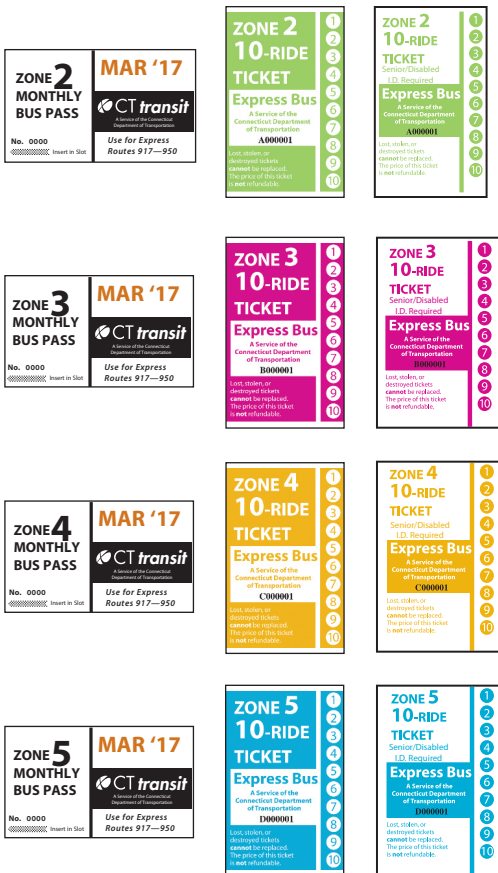 ZONE 2
MONTHLY
BUS PASS
No. 0000
Insert in Slot
MAR ‘17
CT transit
A Service of the Connecticut
Department of Transportation
Use for Express
Routes 917—950
ZONE 2
10-RIDE
TICKET
Express Bus
A Service of the
Connecticut Department
of Transportation
A000001
Lost, stolen, or
destroyed tickets
cannot be replaced.
The price of this ticket
is not refundable.
1
2
3
4
5
6
7
8
9
10
ZONE 2
10-RIDE
TICKET
Senior/Disabled
I.D. Required
Express Bus
A Service of the
Connecticut Department
of Transportation
A000001
Lost, stolen, or
destroyed tickets
cannot be replaced.
The price of this ticket
is not refundable.
1
2
3
4
5
6
7
8
9
10
ZONE 3
MONTHLY
BUS PASS
No. 0000
Insert in Slot
MAR ‘17
CT transit
A Service of the Connecticut
Department of Transportation
Use for Express
Routes 917—950
ZONE 3
10-RIDE
TICKET
Express Bus
A Service of the
Connecticut Department
of Transportation
B000001
Lost, stolen, or
destroyed tickets
cannot be replaced.
The price of this ticket
is not refundable.
1
2
3
4
5
6
7
8
9
10
ZONE 3
10-RIDE
TICKET
Senior/Disabled
I.D. Required
Express Bus
A Service of the
Connecticut Department
of Transportation
B000001
Lost, stolen, or
destroyed tickets
cannot be replaced.
The price of this ticket
is not refundable.
1
2
3
4
5
6
7
8
9
10
ZONE 4
MONTHLY
BUS PASS
No. 0000
Insert in Slot
MAR ‘17
CT transit
A Service of the Connecticut
Department of Transportation
Use for Express
Routes 917—950
ZONE 4
10-RIDE
TICKET
Express Bus
A Service of the
Connecticut Department
of Transportation
C000001
Lost, stolen, or
destroyed tickets
cannot be replaced.
The price of this ticket
is not refundable.
1
2
3
4
5
6
7
8
9
10
ZONE 4
10-RIDE
TICKET
Senior/Disabled
I.D. Required
Express Bus
A Service of the
Connecticut Department
of Transportation
C000001
Lost, stolen, or
destroyed tickets
cannot be replaced.
The price of this ticket
is not refundable.
1
2
3
4
5
6
7
8
9
10
ZONE 5
MONTHLY
BUS PASS
No. 0000
Insert in Slot
MAR ‘17
CT transit
A Service of the Connecticut
Department of Transportation
Use for Express
Routes 917—950
ZONE 5
10-RIDE
TICKET
Express Bus
A Service of the
Connecticut Department
of Transportation
D000001
Lost, stolen, or
destroyed tickets
cannot be replaced.
The price of this ticket
is not refundable.
1
2
3
4
5
6
7
8
9
10
ZONE 5
10-RIDE
TICKET
Senior/Disabled
I.D. Required
Express Bus
A Service of the
Connecticut Department
of Transportation
D000001
Lost, stolen, or
destroyed tickets
cannot be replaced.
The price of this ticket
is not refundable.
1
2
3
4
5
6
7
8
9
10